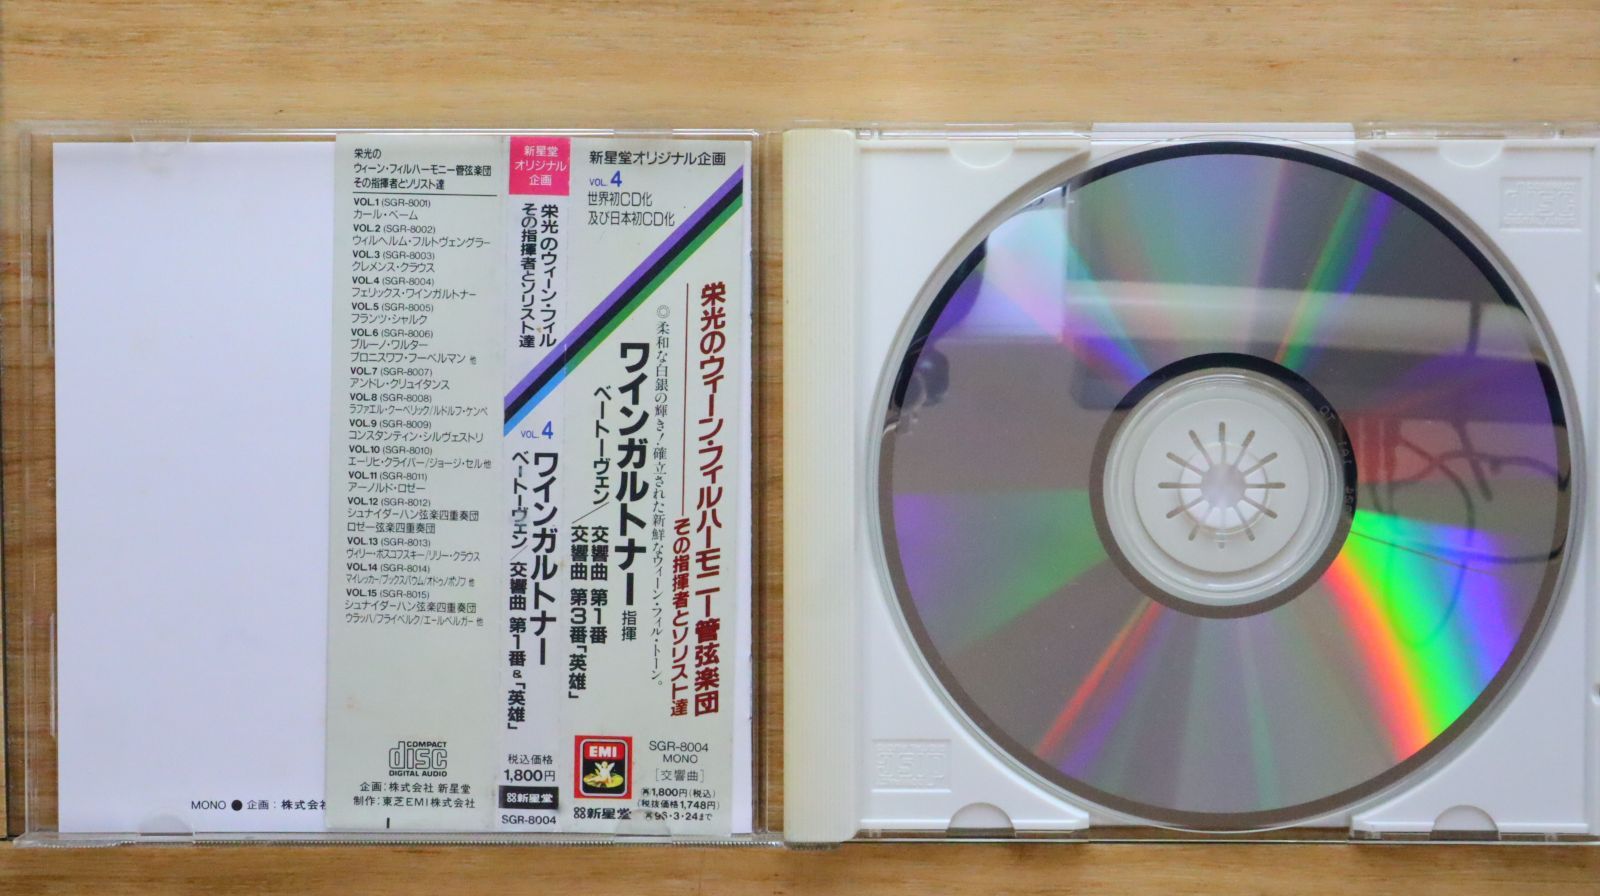 栄光の
ウィーン・フィルハーモニー管弦楽団
その指揮者とソリスト達
VOL.1 (SGR-8001)
カール・ベーム
VOL.2 (SGR-8002)
ウィルヘルム・フルトヴェングラー
VOL.3 (SGR-8003)
クレメンス・クラウス
VOL.4 (SGR-8004)
フェリックス・ワインガルトナー
VOL.5 (SGR-8005)
フランツ・シャルク
VOL.6 (SGR-8006)
ブルーノ・ワルター
ブロニスワフ・フーベルマン 他
VOL.7 (SGR-8007)
アンドレ・クリュイタンス
VOL.8 (SGR-8008)
ラファエル・クーベリック/ルドルフ・ケンペ
VOL.9 (SGR-8009)
コンスタンティン・シルヴェストリ
VOL.10 (SGR-8010)
エーリヒ・クライバー/ジョージ・セル他
VOL.11 (SGR-8011)
アーノルド・ロゼー
VOL.12 (SGR-8012)
シュナイダーハン弦楽四重奏団
ロゼー弦楽四重奏団
VOL.13 (SGR-8013)
ヴィリー・ボスコフスキー/リリー・クラウス
VOL.14 (SGR-8014)
マイレッカー/ブックスバウム/オドゥノポソフ 他
VOL.15 (SGR-8015)
シュナイダーハン弦楽四重奏団
ウラッハ/フライベルク/エールベルガー 他
COMPACT
disc
DIGITAL AUDIO
企画:株式会社 新星堂
制作:東芝EMI株式会社
MONO ● 企画:株式会
新星堂
オリジナル
企画
栄光のウィーン・フィル
その指揮者とソリスト達
VOL. 4
ワインガルトナー
ベートーヴェン/交響曲 第1番&「英雄」
税込価格
1,800円
新星堂
SGR-8004
新星堂オリジナル企画
VOL. 4
世界初CD化
及び日本初CD化
栄光のウィーン・フィルハーモニー管弦楽団
その指揮者とソリスト達
◎柔和な白銀の輝き!確立された新鮮なウィーン・フィル・トーン。
ワインガルトナー 指揮
ベートーヴェン/交響曲 第1番
交響曲 第3番「英雄」
EMI
新星堂
SGR-8004
MONO
[交響曲]
1,800円(税込)
(税抜価格1,748円)
3・24まで